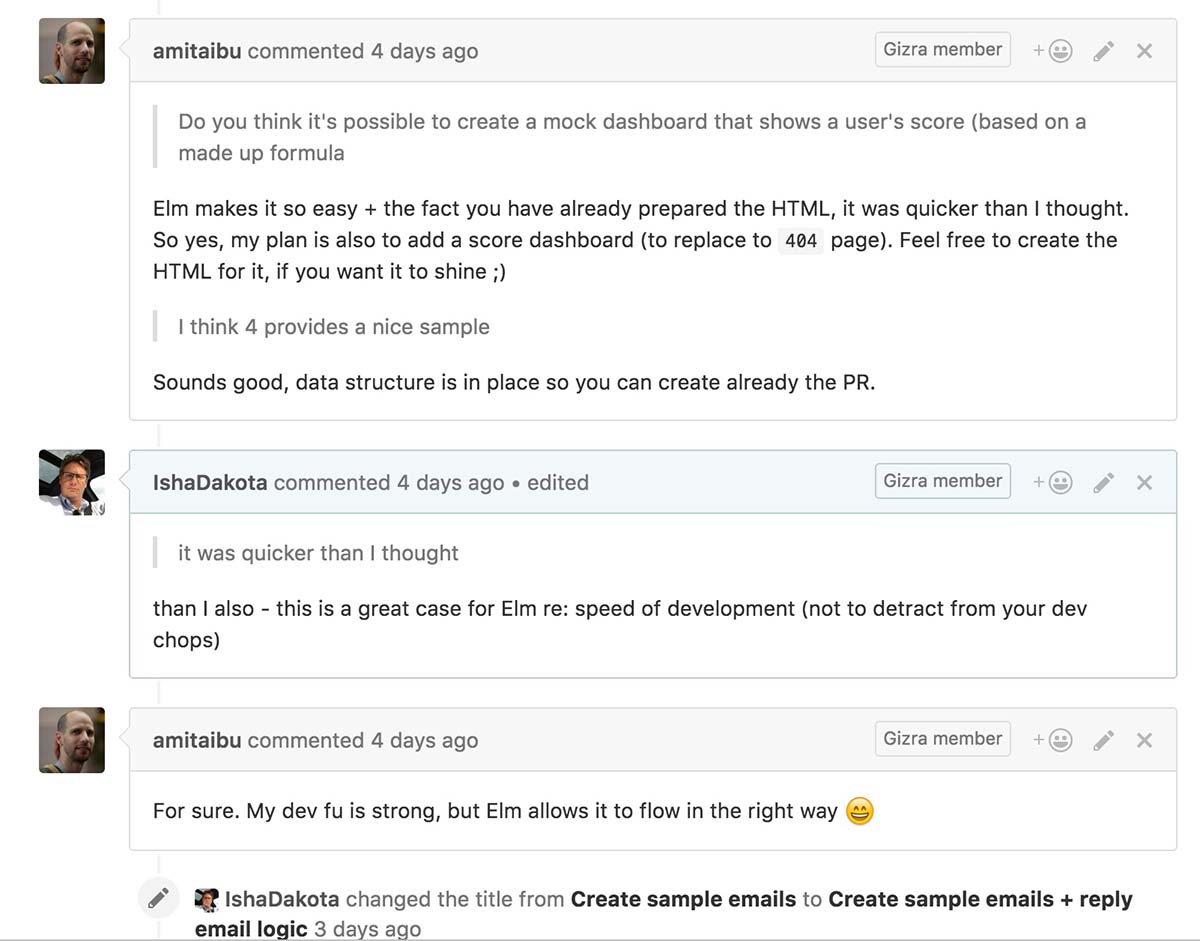 amitaibu commented 4 days ago
Gizra member
Do you think it's possible to create a mock dashboard that shows a user's score (based on a
made up formula
Elm makes it so easy + the fact you have already prepared the HTML, it was quicker than I thought.
So yes, my plan is also to add a score dashboard (to replace to 404 page). Feel free to create the
HTML for it, if you want it to shine ;)
I think 4 provides a nice sample
Sounds good, data structure is in place so you can create already the PR.
IshaDakota commented 4 days ago • edited
Gizra member
it was quicker than I thought
than I also - this is a great case for Elm re: speed of development (not to detract from your dev
chops)
amitaibu commented 4 days ago
Gizra member
For sure. My dev fu is strong, but Elm allows it to flow in the right way 😄
IshaDakota changed the title from Create sample emails to Create sample emails + reply
email logic 3 days ago